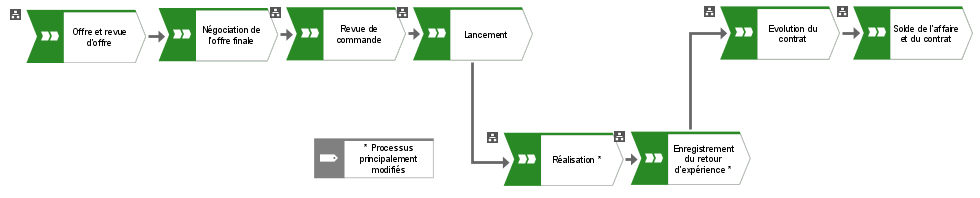 Offre et revue
d'offre
Négociation de
l'offre finale
Revue de
commande
Lancement
Evolution du
contrat
Solde de l'affaire
et du contrat
* Processus
principalement
modifiés
Réalisation *
Enregistrement
du retour
d'expérience *